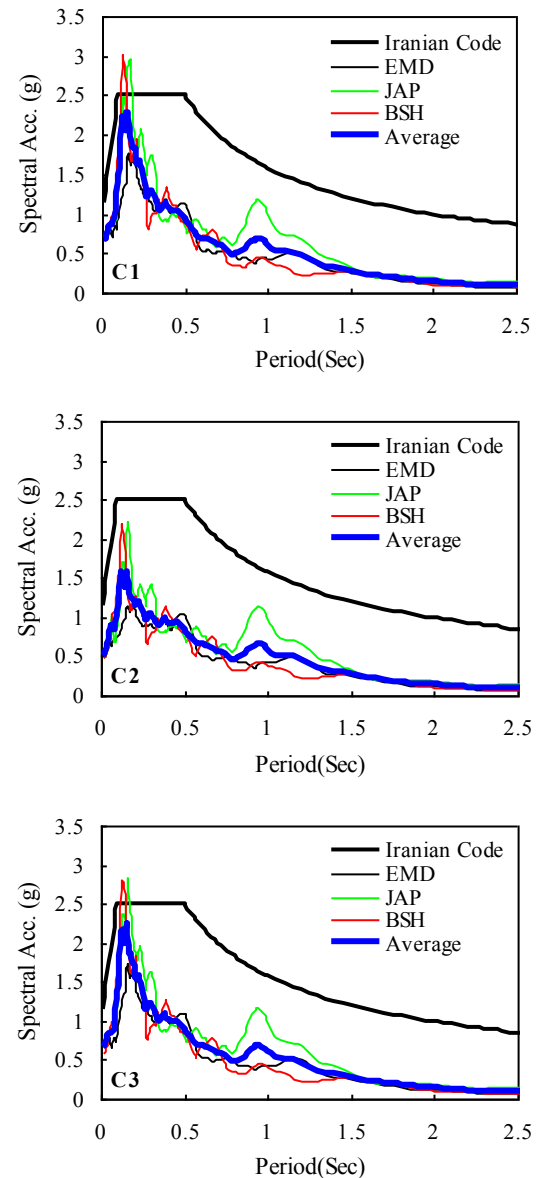 3.5
3
2.5
2
1.5
1
0.5
0
Spectral Acc. (g)
Iranian Code
EMD
JAP
BSH
Average
C1
0 0.5 1 1.5 2 2.5
Period(Sec)
3.5
3
2.5
2
1.5
1
0.5
0
Spectral Acc. (g)
Iranian Code
EMD
JAP
BSH
Average
C2
0 0.5 1 1.5 2 2.5
Period(Sec)
3.5
3
2.5
2
1.5
1
0.5
0
Spectral Acc. (g)
Iranian Code
EMD
JAP
BSH
Average
C3
0 0.5 1 1.5 2 2.5
Period(Sec)